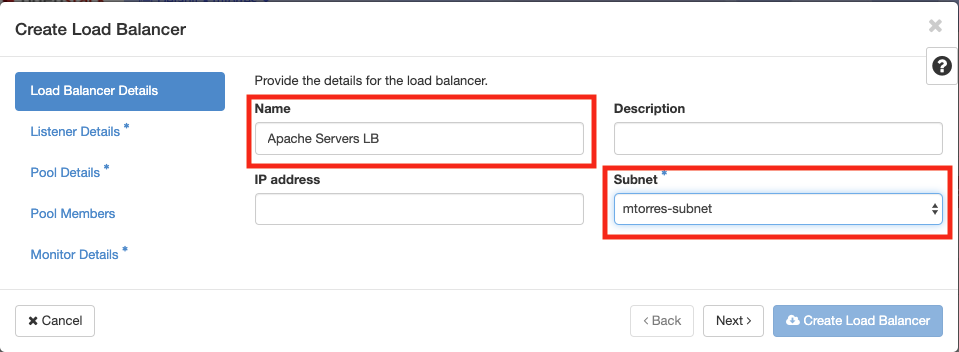 Create Load Balancer
×
?
Load Balancer Details
Listener Details *
Pool Details *
Pool Members
Monitor Details *
Provide the details for the load balancer.
Name
Apache Servers LB
Description
IP address
Subnet *
mtorres-subnet
✖ Cancel
‹ Back
Next ›
Create Load Balancer